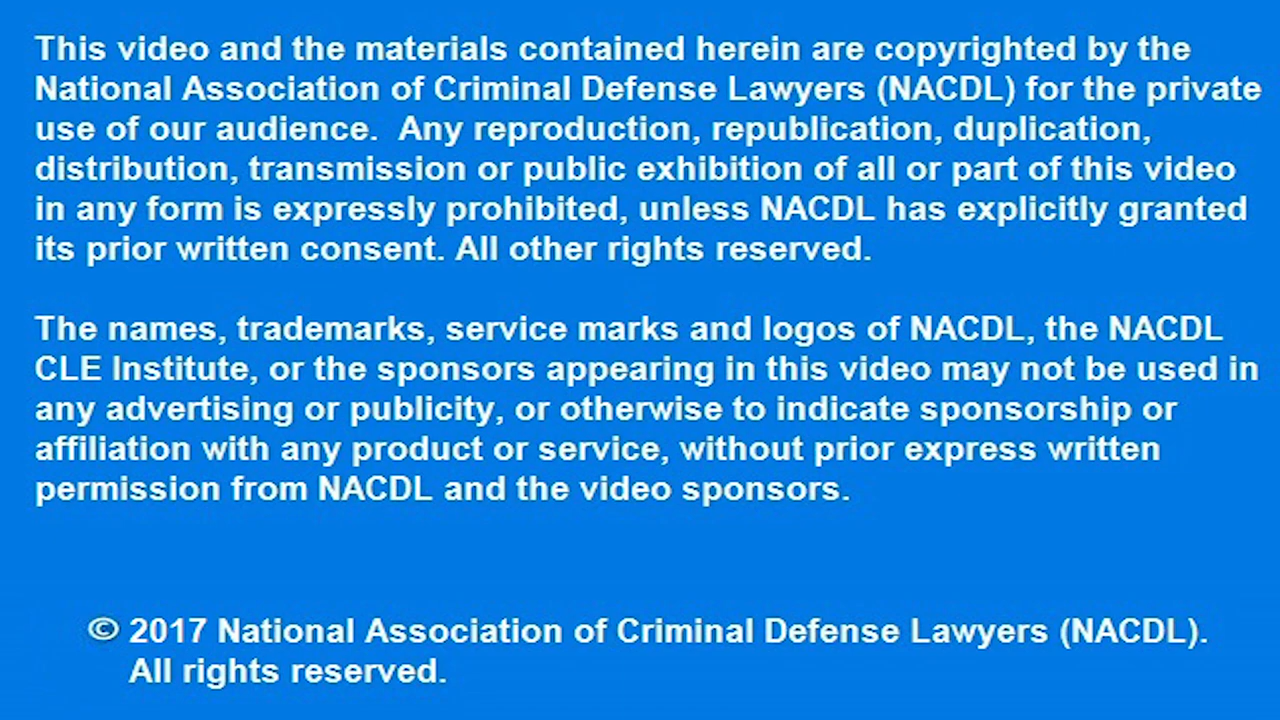 This video and the materials contained herein are copyrighted by the
National Association of Criminal Defense Lawyers (NACDL) for the private
use of our audience.  Any reproduction, republication, duplication,
distribution, transmission or public exhibition of all or part of this video
in any form is expressly prohibited, unless NACDL has explicitly granted
its prior written consent. All other rights reserved.
The names, trademarks, service marks and logos of NACDL, the NACDL
CLE Institute, or the sponsors appearing in this video may not be used in
any advertising or publicity, or otherwise to indicate sponsorship or
affiliation with any product or service, without prior express written
permission from NACDL and the video sponsors.
© 2017 National Association of Criminal Defense Lawyers (NACDL).
All rights reserved.